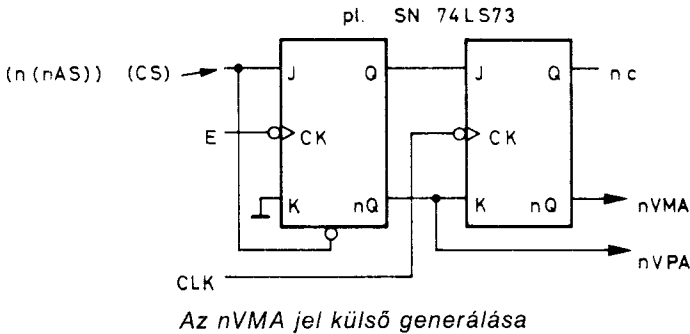 pl. SN 74LS73
(n(nAS)) (CS)
J Q J Q nc
E CK CK
K nQ K nQ nVMA
nVPA
CLK
Az nVMA jel külső generálása